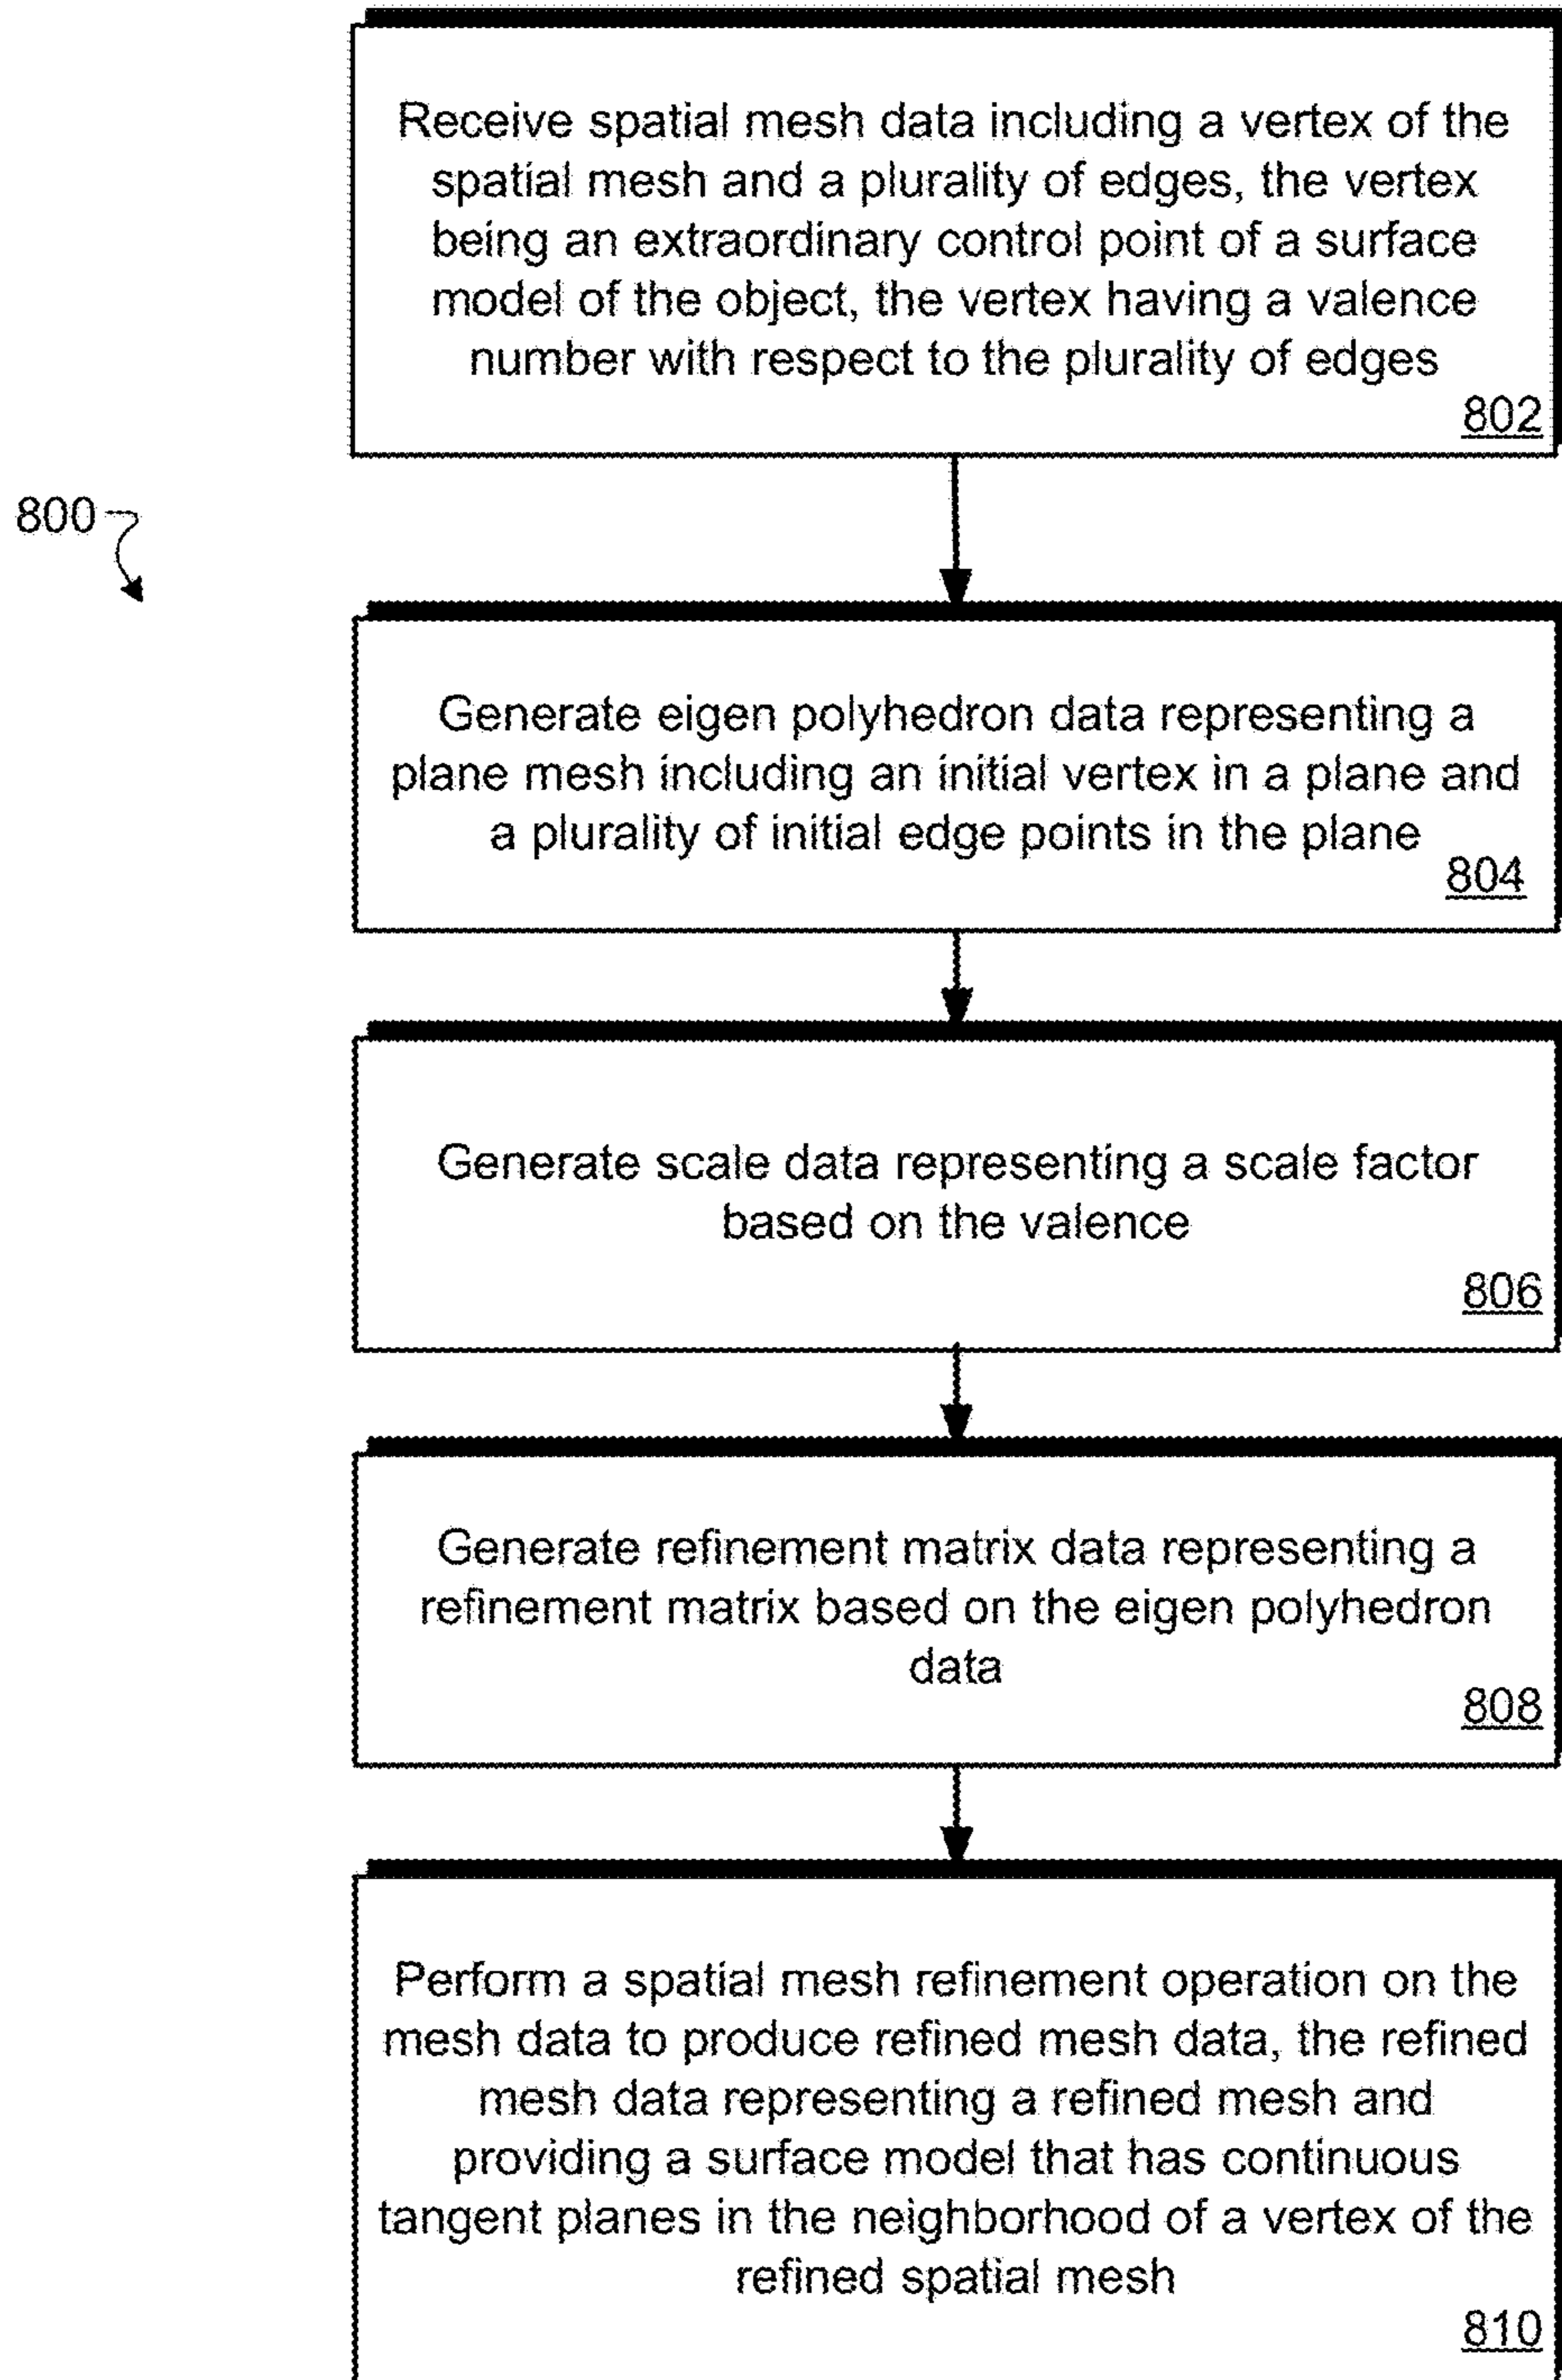 Receive spatial mesh data including a vertex of the
spatial mesh and a plurality of edges, the vertex
being an extraordinary control point of a surface
model of the object, the vertex having a valence
number with respect to the plurality of edges
802
800
Generate eigen polyhedron data representing a
plane mesh including an initial vertex in a plane and
a plurality of initial edge points in the plane
804
Generate scale data representing a scale factor
based on the valence
806
Generate refinement matrix data representing a
refinement matrix based on the eigen polyhedron
data
808
Perform a spatial mesh refinement operation on the
mesh data to produce refined mesh data, the refined
mesh data representing a refined mesh and
providing a surface model that has continuous
tangent planes in the neighborhood of a vertex of the
refined spatial mesh
810